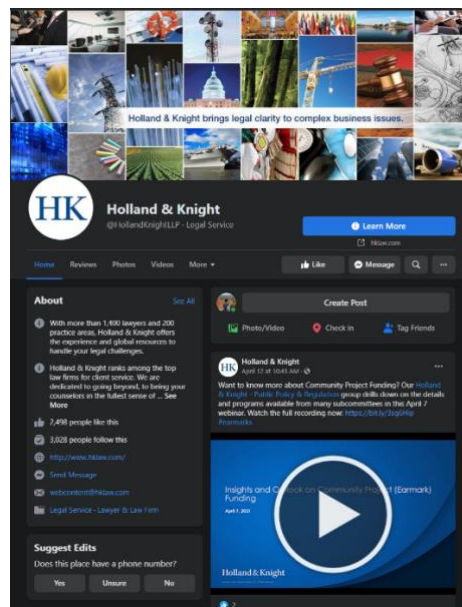 Holland & Knight brings legal clarity to complex business issues.
HK
Holland & Knight
@HollandKnightLLP · Legal Service
Learn More
hklaw.com
Home
Reviews
Photos
Videos
More
Like
Message
About
See All
With more than 1,400 lawyers and 200
practice areas, Holland & Knight offers
the experience and global resources to
handle your legal challenges.
Holland & Knight ranks among the top
law firms for client service. We are
dedicated to going beyond, to being your
counselors in the fullest sense of ... See
More
2,498 people like this
3,028 people follow this
http://www.hklaw.com/
Send Message
webcontent@hklaw.com
Legal Service · Lawyer & Law Firm
Suggest Edits
Does this place have a phone number?
Yes
Unsure
No
Create Post
Photo/Video
Check in
Tag Friends
HK
Holland & Knight
April 12 at 10:43 AM ·
Want to know more about Community Project Funding? Our Holland
& Knight - Public Policy & Regulation group drills down on the details
and programs available from many subcommittees in this April 7
webinar. Watch the full recording now:
#earmarks
Insights and Outlook on Community Project (Earmark)
Funding
April 7, 2021
Holland & Knight
2